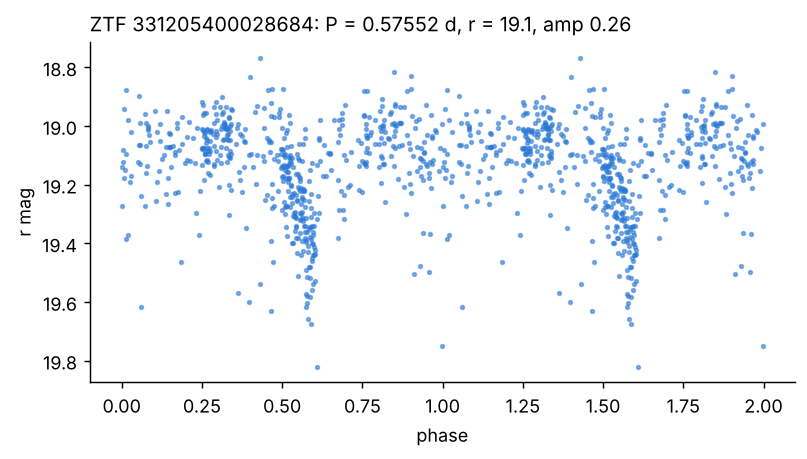 ZTF 331205400028684: P = 0.57552 d, r = 19.1, amp 0.26
18.8
19.0
19.2
19.4
19.6
19.8
r mag
0.00 0.25 0.50 0.75 1.00 1.25 1.50 1.75 2.00
phase